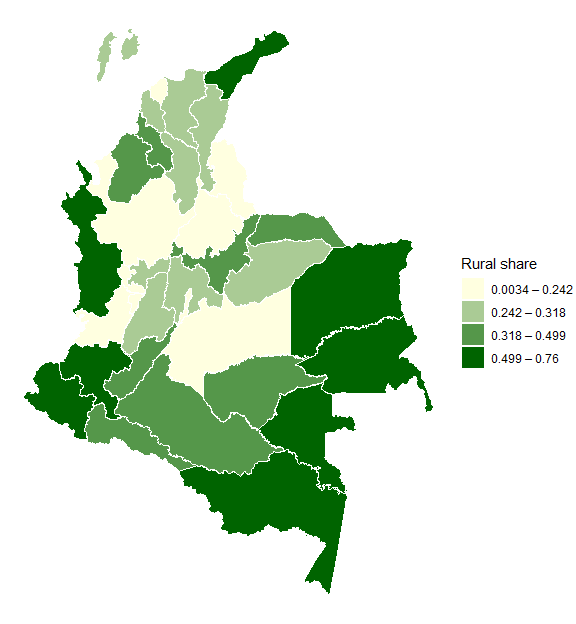 Rural share
0.0034 – 0.242
0.242 – 0.318
0.318 – 0.499
0.499 – 0.76